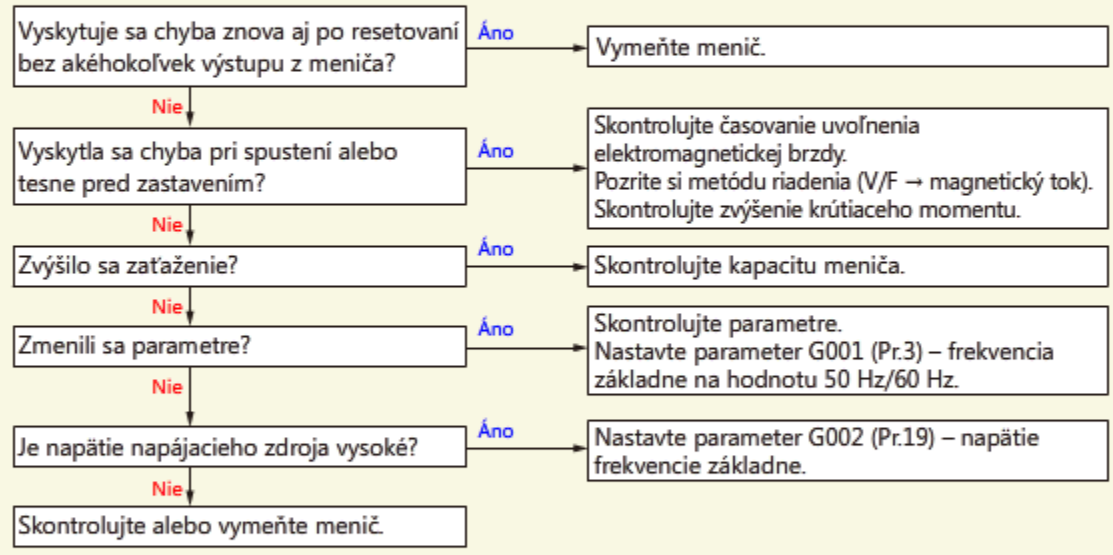 Vyskytuje sa chyba znova aj po resetovaní
bez akéhokoľvek výstupu z meniča?
Áno
Vymeňte menič.
Nie
Vyskytla sa chyba pri spustení alebo
tesne pred zastavením?
Áno
Skontrolujte časovanie uvoľnenia
elektromagnetickej brzdy.
Pozrite si metódu riadenia (V/F → magnetický tok).
Skontrolujte zvýšenie krútiaceho momentu.
Nie
Zvýšilo sa zaťaženie?
Áno
Skontrolujte kapacitu meniča.
Nie
Zmenili sa parametre?
Áno
Skontrolujte parametre.
Nastavte parameter G001 (Pr.3) – frekvencia
základne na hodnotu 50 Hz/60 Hz.
Nie
Je napätie napájacieho zdroja vysoké?
Áno
Nastavte parameter G002 (Pr.19) – napätie
frekvencie základne.
Nie
Skontrolujte alebo vymeňte menič.